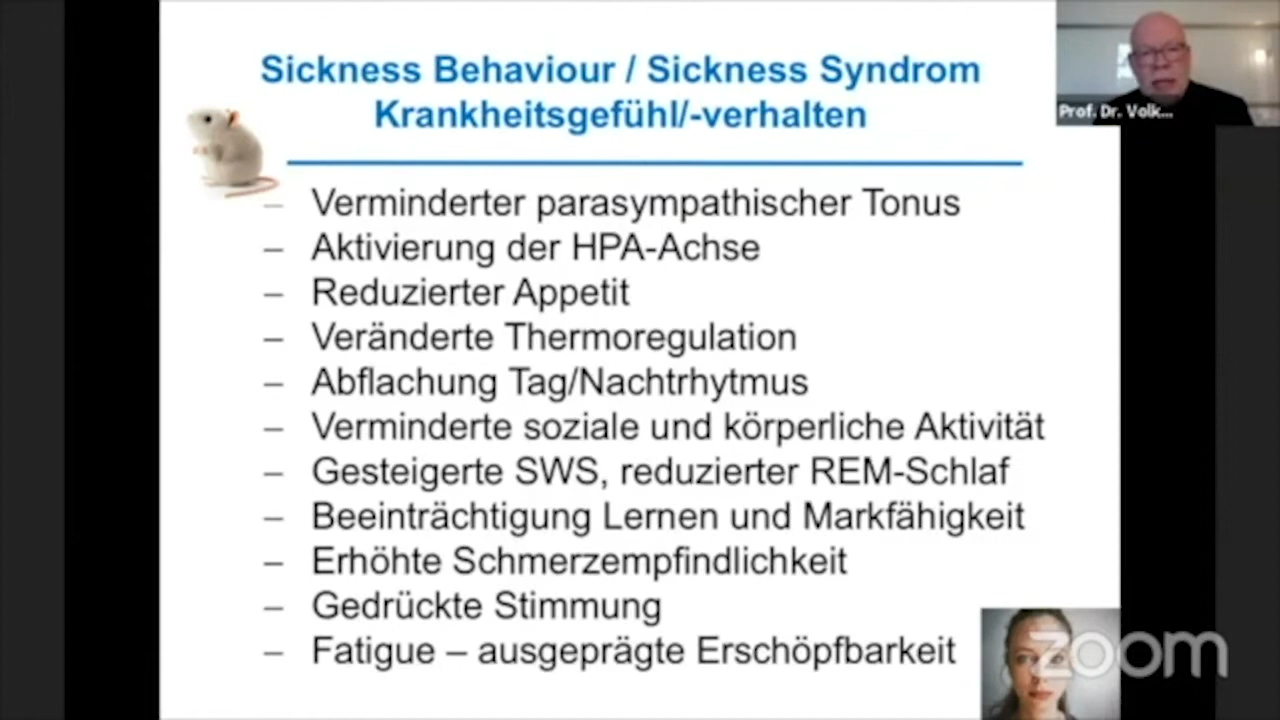 Sickness Behaviour / Sickness Syndrom
Krankheitsgefühl/-verhalten
Prof. Dr. Volk...
– Verminderter parasympathischer Tonus
– Aktivierung der HPA-Achse
– Reduzierter Appetit
– Veränderte Thermoregulation
– Abflachung Tag/Nachtrhytmus
– Verminderte soziale und körperliche Aktivität
– Gesteigerte SWS, reduzierter REM-Schlaf
– Beeinträchtigung Lernen und Markfähigkeit
– Erhöhte Schmerzempfindlichkeit
– Gedrückte Stimmung
– Fatigue – ausgeprägte Erschöpfbarkeit
zoom